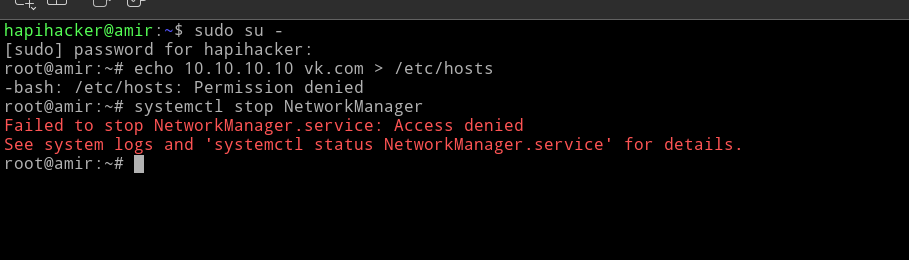 hapihacker@amir:~$ sudo su -
[sudo] password for hapihacker:
root@amir:~# echo 10.10.10.10 vk.com > /etc/hosts
-bash: /etc/hosts: Permission denied
root@amir:~# systemctl stop NetworkManager
Failed to stop NetworkManager.service: Access denied
See system logs and 'systemctl status NetworkManager.service' for details.
root@amir:~#